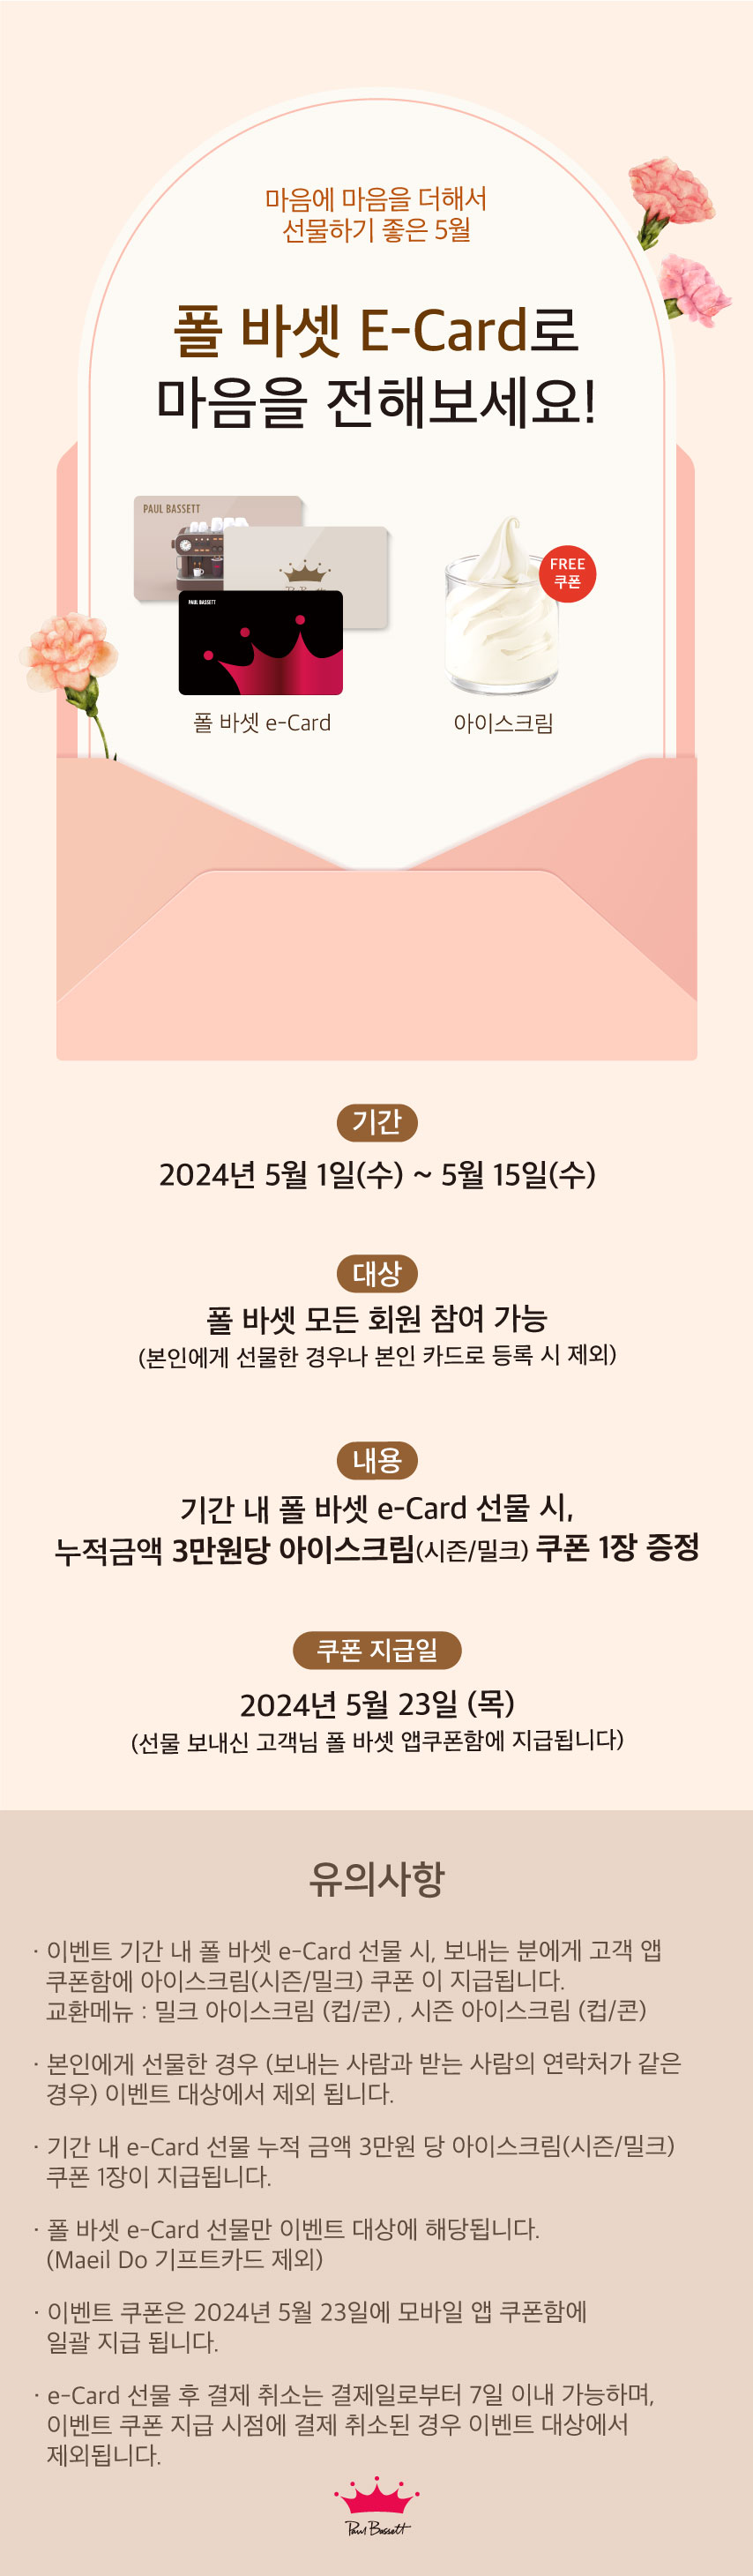 마음에 마음을 더해서
선물하기 좋은 5월
폴 바셋 E-Card로
마음을 전해보세요!
PAUL BASSETT
PAUL BASSETT
FREE
쿠폰
폴 바셋 e-Card
아이스크림
기간
2024년 5월 1일(수) ~ 5월 15일(수)
대상
폴 바셋 모든 회원 참여 가능
(본인에게 선물한 경우나 본인 카드로 등록 시 제외)
내용
기간 내 폴 바셋 e-Card 선물 시,
누적금액 3만원당 아이스크림(시즌/밀크) 쿠폰 1장 증정
쿠폰 지급일
2024년 5월 23일 (목)
(선물 보내신 고객님 폴 바셋 앱쿠폰함에 지급됩니다)
유의사항
· 이벤트 기간 내 폴 바셋 e-Card 선물 시, 보내는 분에게 고객 앱
쿠폰함에 아이스크림(시즌/밀크) 쿠폰 이 지급됩니다.
교환메뉴 : 밀크 아이스크림 (컵/콘) , 시즌 아이스크림 (컵/콘)
· 본인에게 선물한 경우 (보내는 사람과 받는 사람의 연락처가 같은
경우) 이벤트 대상에서 제외 됩니다.
· 기간 내 e-Card 선물 누적 금액 3만원 당 아이스크림(시즌/밀크)
쿠폰 1장이 지급됩니다.
· 폴 바셋 e-Card 선물만 이벤트 대상에 해당됩니다.
(Maeil Do 기프트카드 제외)
· 이벤트 쿠폰은 2024년 5월 23일에 모바일 앱 쿠폰함에
일괄 지급 됩니다.
· e-Card 선물 후 결제 취소는 결제일로부터 7일 이내 가능하며,
이벤트 쿠폰 지급 시점에 결제 취소된 경우 이벤트 대상에서
제외됩니다.
Paul Bassett